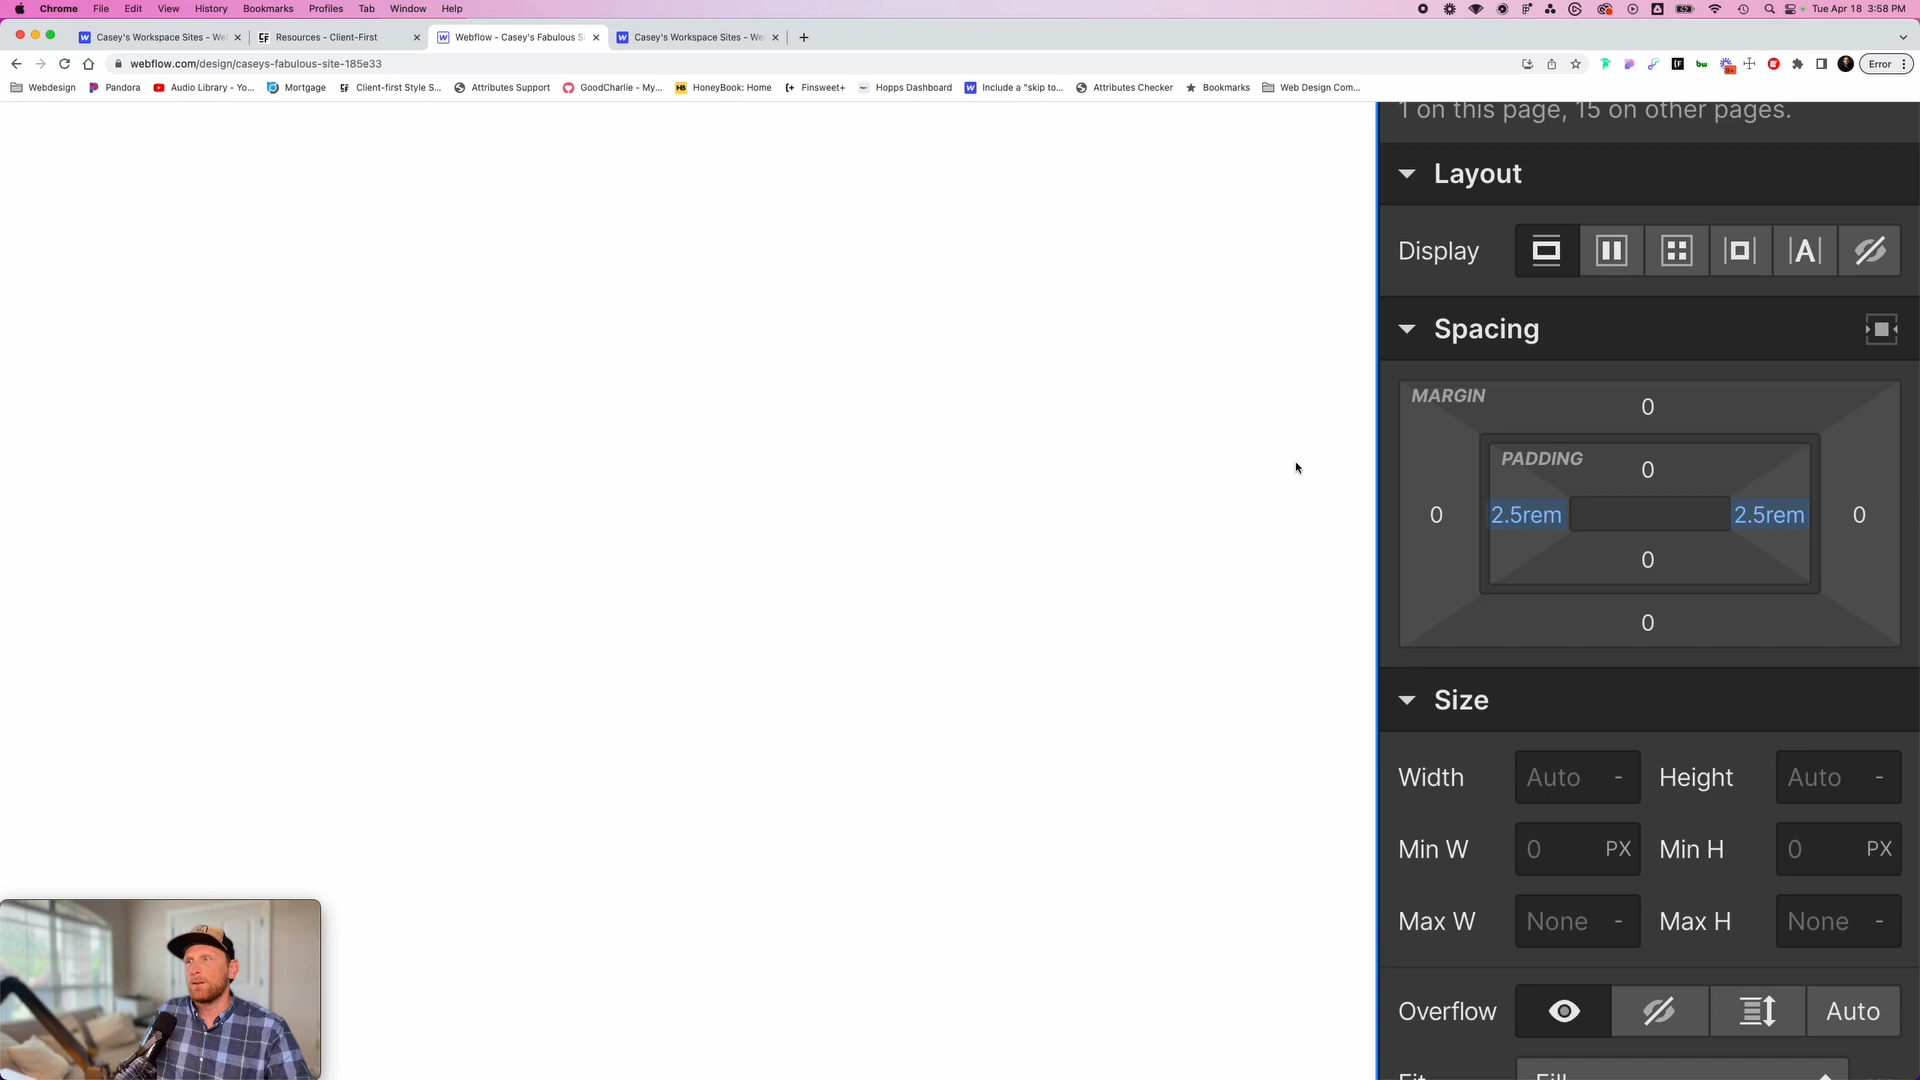 Chrome File Edit View History Bookmarks Profiles Tab Window Help Tue Apr 18 3:58 PM
Casey's Workspace Sites - We Resources - Client-First Webflow - Casey's Fabulous S Casey's Workspace Sites - We
webflow.com/design/caseys-fabulous-site-185e33 Error
Webdesign Pandora Audio Library - Yo... Mortgage Client-first Style S... Attributes Support GoodCharlie - My... HoneyBook: Home Finsweet+ Hopps Dashboard Include a "skip to... Attributes Checker Bookmarks Web Design Com...
1 on this page, 15 on other pages.
Layout
Display
Spacing
MARGIN
0
PADDING
0
0 2.5rem 2.5rem 0
0
0
Size
Width Auto - Height Auto -
Min W 0 PX Min H 0 PX
Max W None - Max H None -
Overflow Auto